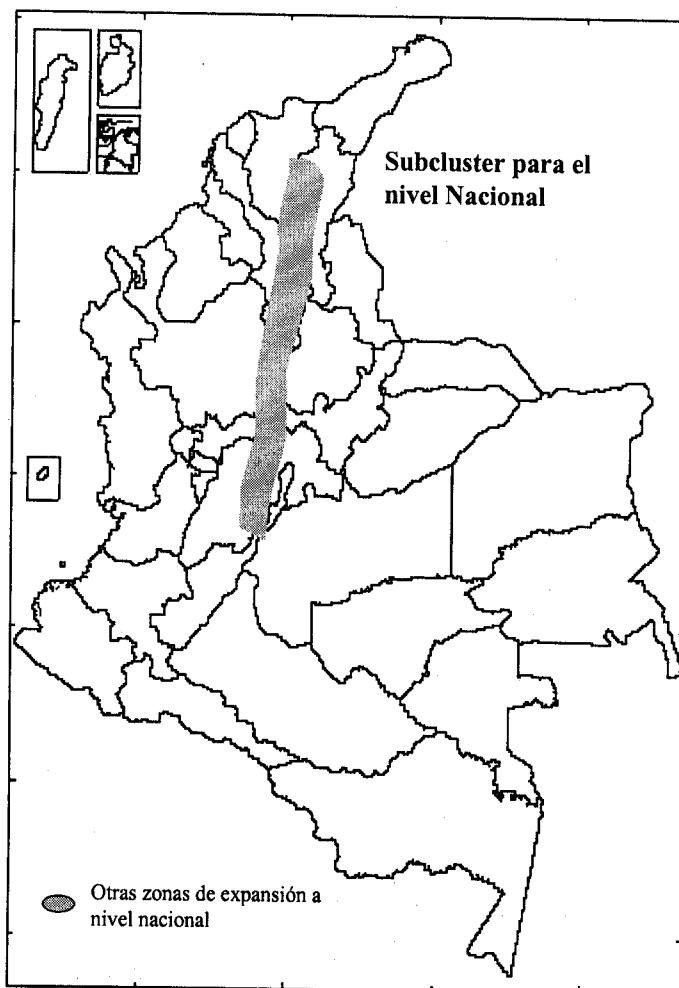 Subcluster para el
nivel Nacional
Otras zonas de expansión a
nivel nacional